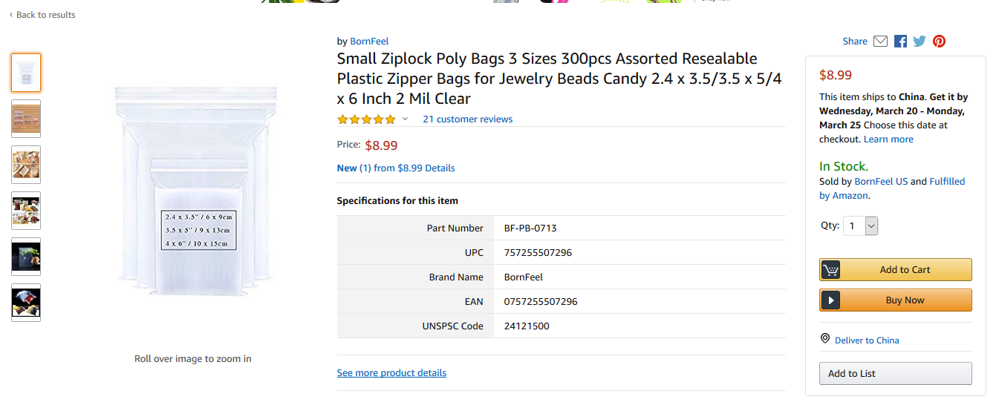 ‹ Back to results
by BornFeel
Small Ziplock Poly Bags 3 Sizes 300pcs Assorted Resealable
Plastic Zipper Bags for Jewelry Beads Candy 2.4 x 3.5/3.5 x 5/4
x 6 Inch 2 Mil Clear
21 customer reviews
Price: $8.99
New (1) from $8.99 Details
Specifications for this item
Part Number BF-PB-0713
UPC 757255507296
Brand Name BornFeel
EAN 0757255507296
UNSPSC Code 24121500
See more product details
2.4 x 3.5" / 6 x 9cm
3.5 x 5" / 9 x 13cm
4 x 6" / 10 x 15cm
Roll over image to zoom in
Share
$8.99
This item ships to China. Get it by
Wednesday, March 20 - Monday,
March 25 Choose this date at
checkout. Learn more
In Stock.
Sold by BornFeel US and Fulfilled
by Amazon.
Qty: 1
Add to Cart
Buy Now
Deliver to China
Add to List